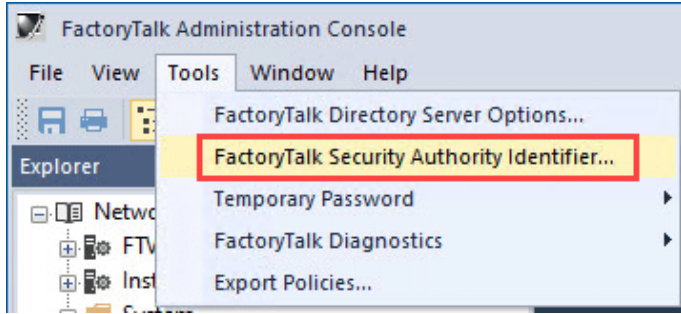 FactoryTalk Administration Console
File View Tools Window Help
FactoryTalk Directory Server Options...
Explorer
FactoryTalk Security Authority Identifier...
Temporary Password
FactoryTalk Diagnostics
Export Policies...